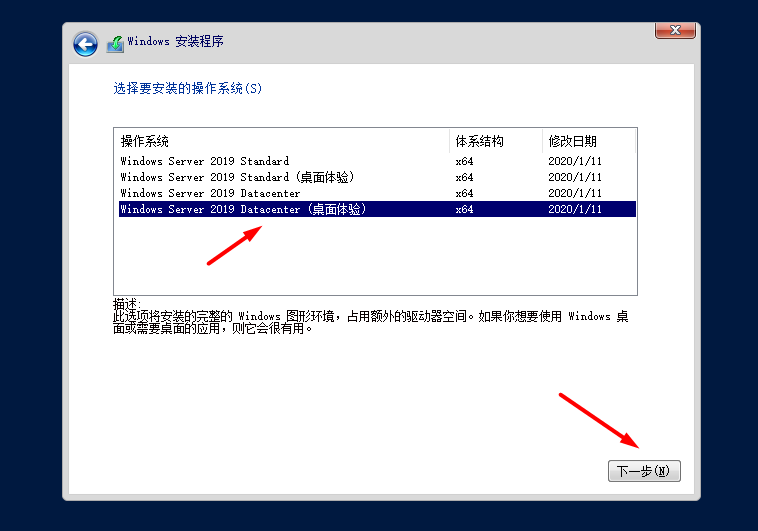 Windows 安装程序
选择要安装的操作系统(S)
操作系统 体系结构 修改日期
Windows Server 2019 Standard x64 2020/1/11
Windows Server 2019 Standard (桌面体验) x64 2020/1/11
Windows Server 2019 Datacenter x64 2020/1/11
Windows Server 2019 Datacenter (桌面体验) x64 2020/1/11
描述:
此选项将安装的完整的 Windows 图形环境，占用额外的驱动器空间。如果你想要使用 Windows 桌
面或需要桌面的应用，则它会很有用。
下一步(N)